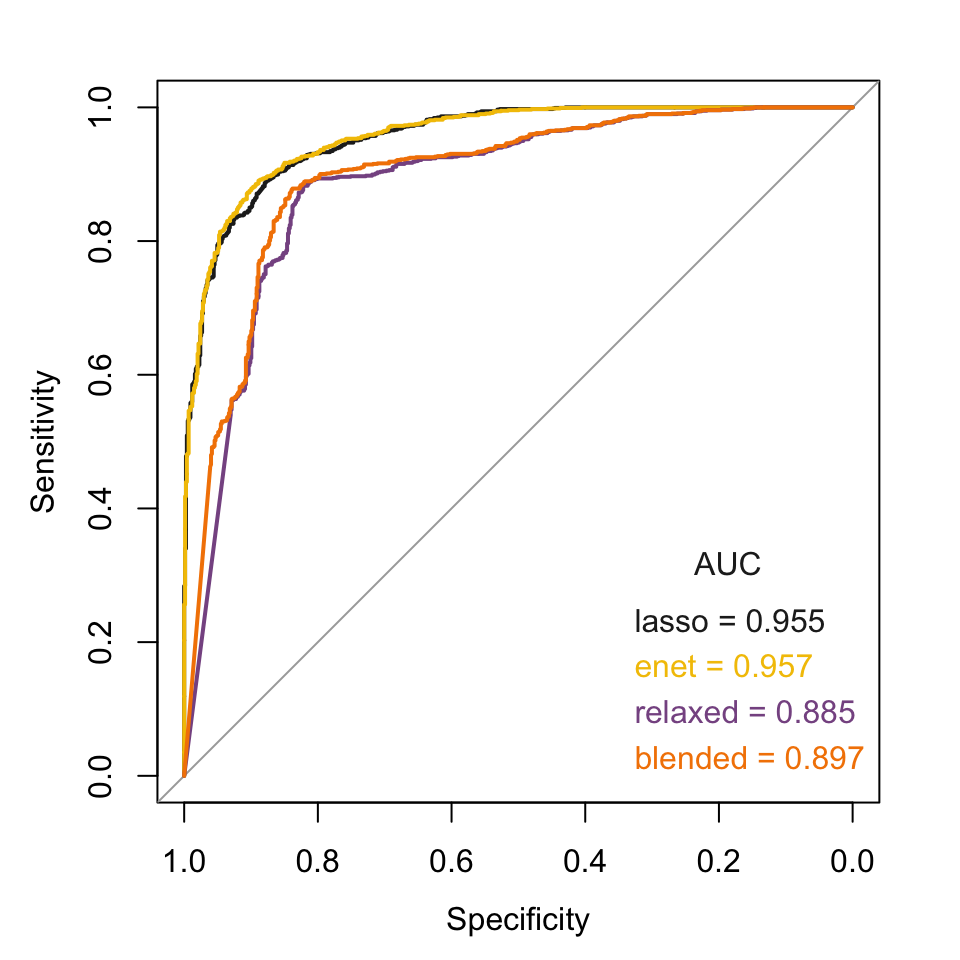 1.0
0.8
0.6
0.4
0.2
0.0
Sensitivity
AUC
lasso = 0.955
enet = 0.957
relaxed = 0.885
blended = 0.897
1.0 0.8 0.6 0.4 0.2 0.0
Specificity